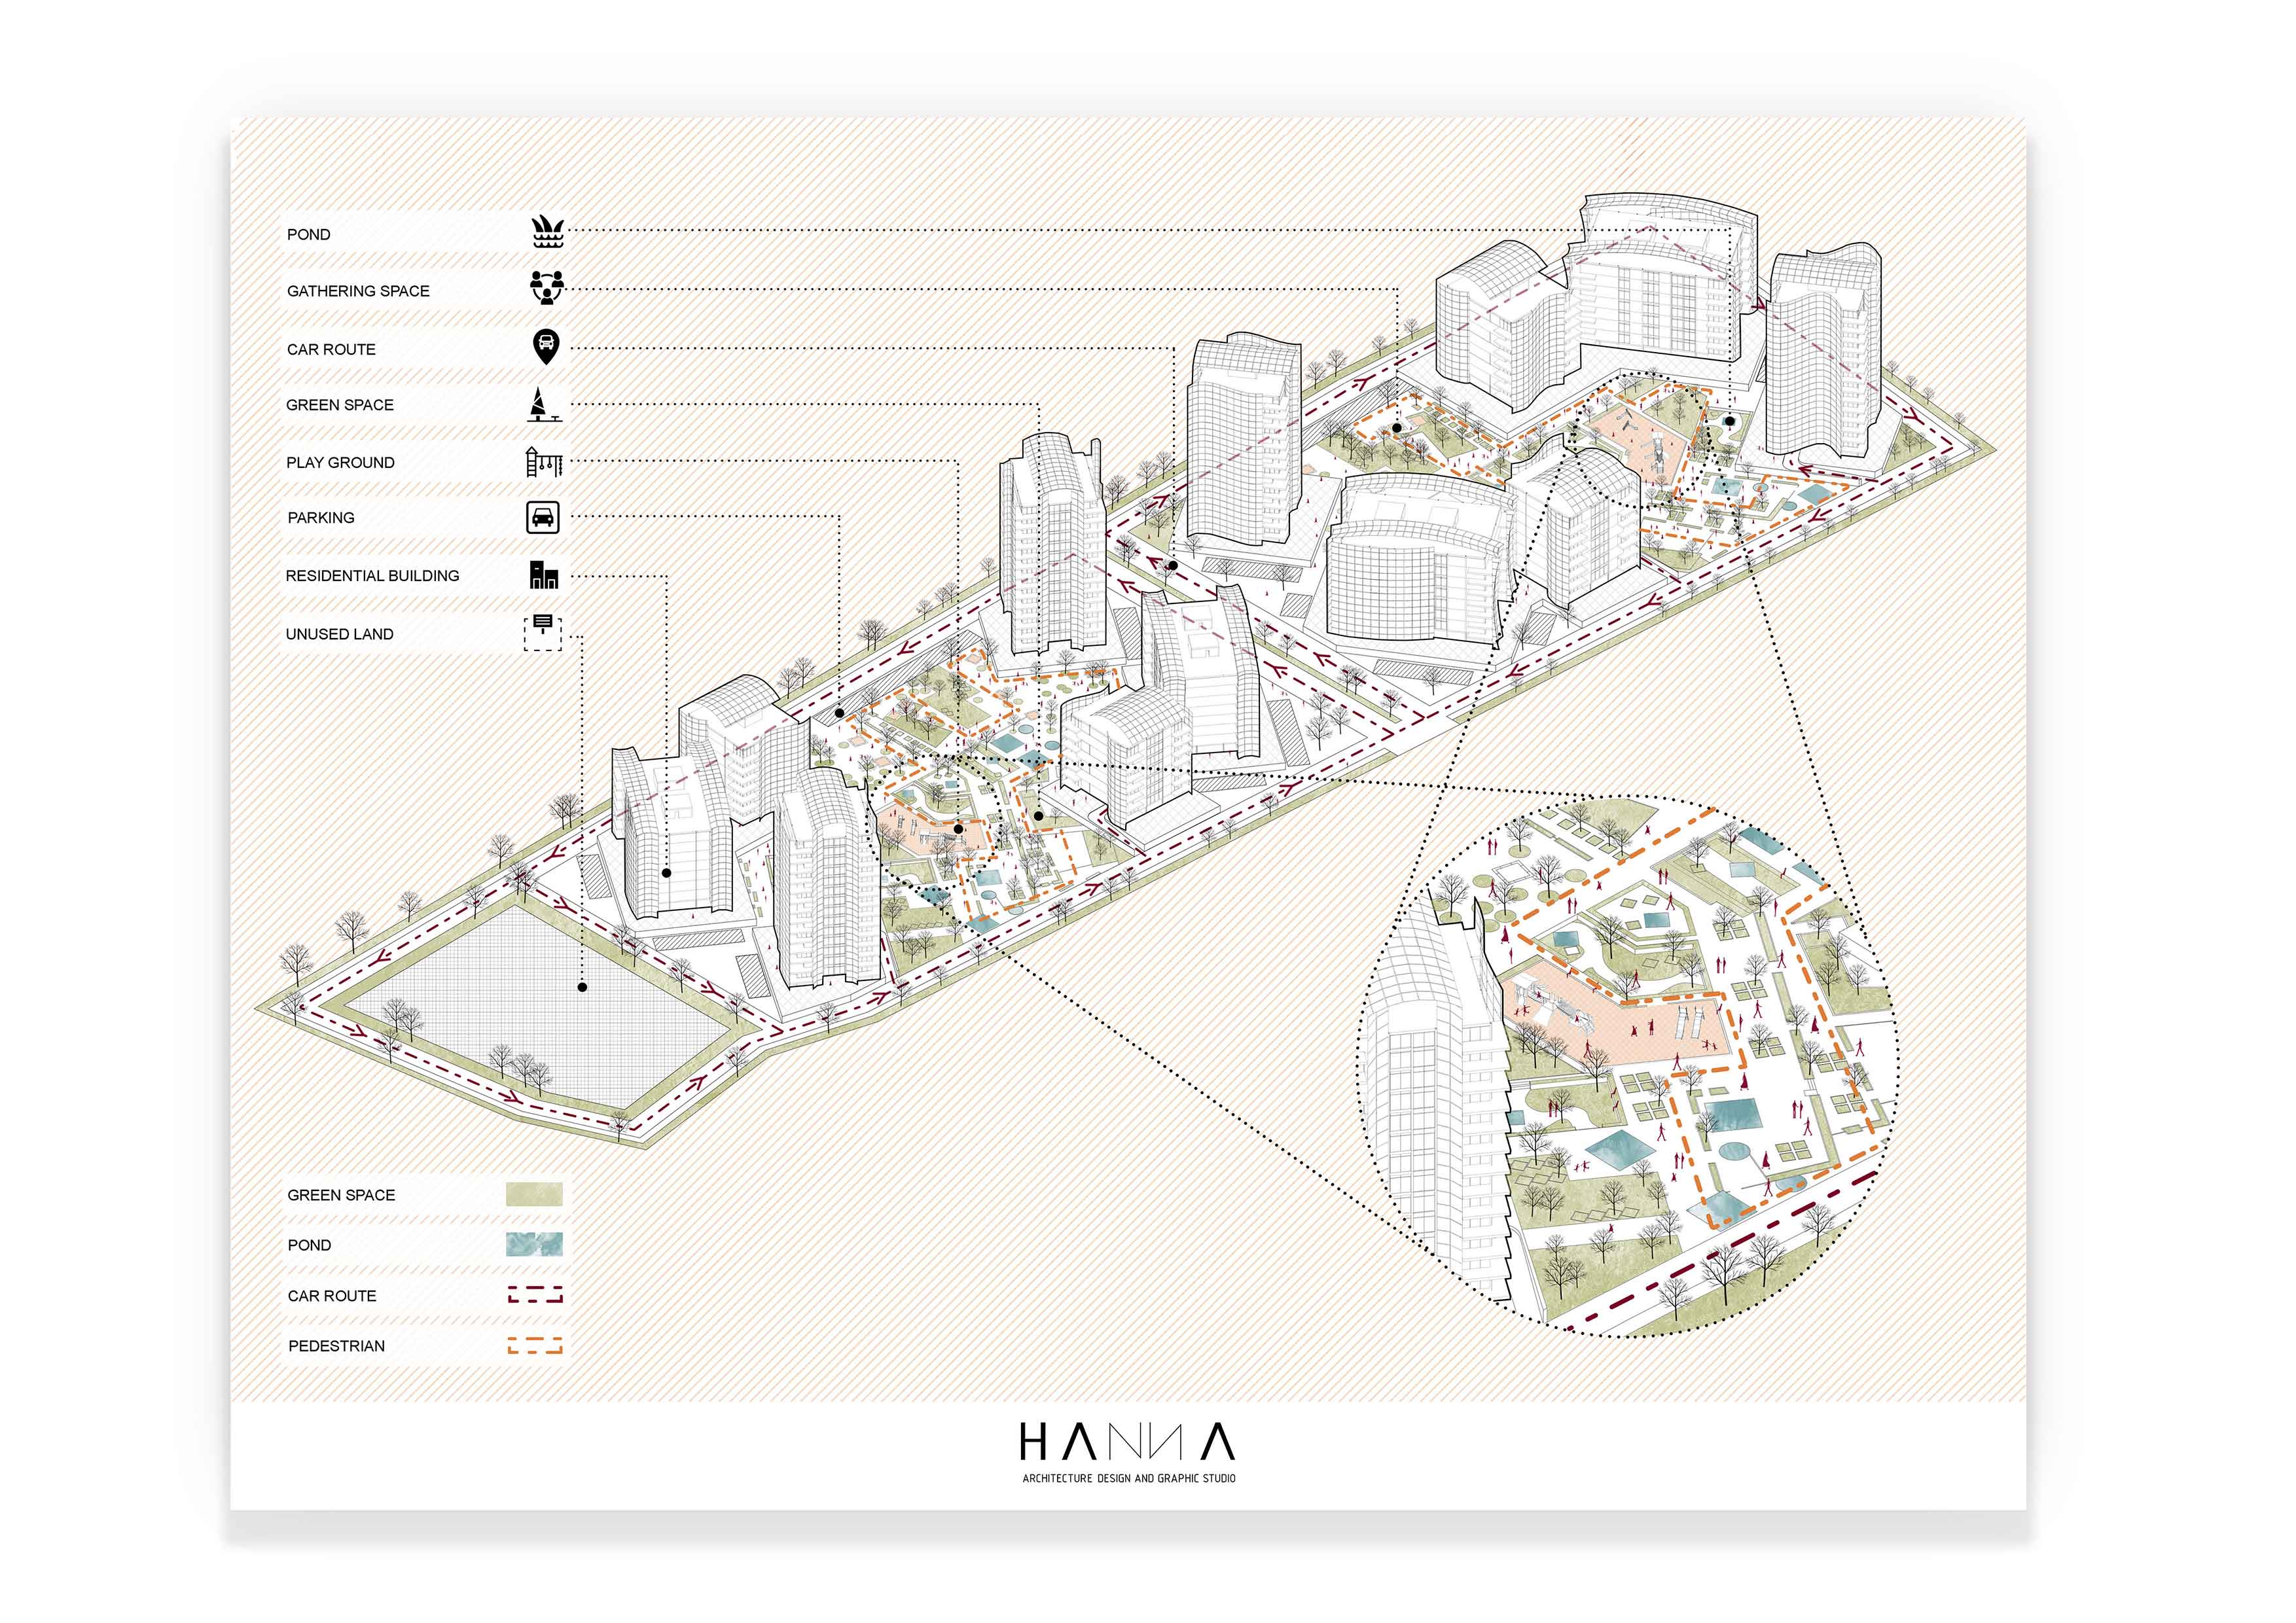 POND
GATHERING SPACE
CAR ROUTE
GREEN SPACE
PLAY GROUND
PARKING
RESIDENTIAL BUILDING
UNUSED LAND
GREEN SPACE
POND
CAR ROUTE
PEDESTRIAN
HANNA
ARCHITECTURE DESIGN AND GRAPHIC STUDIO